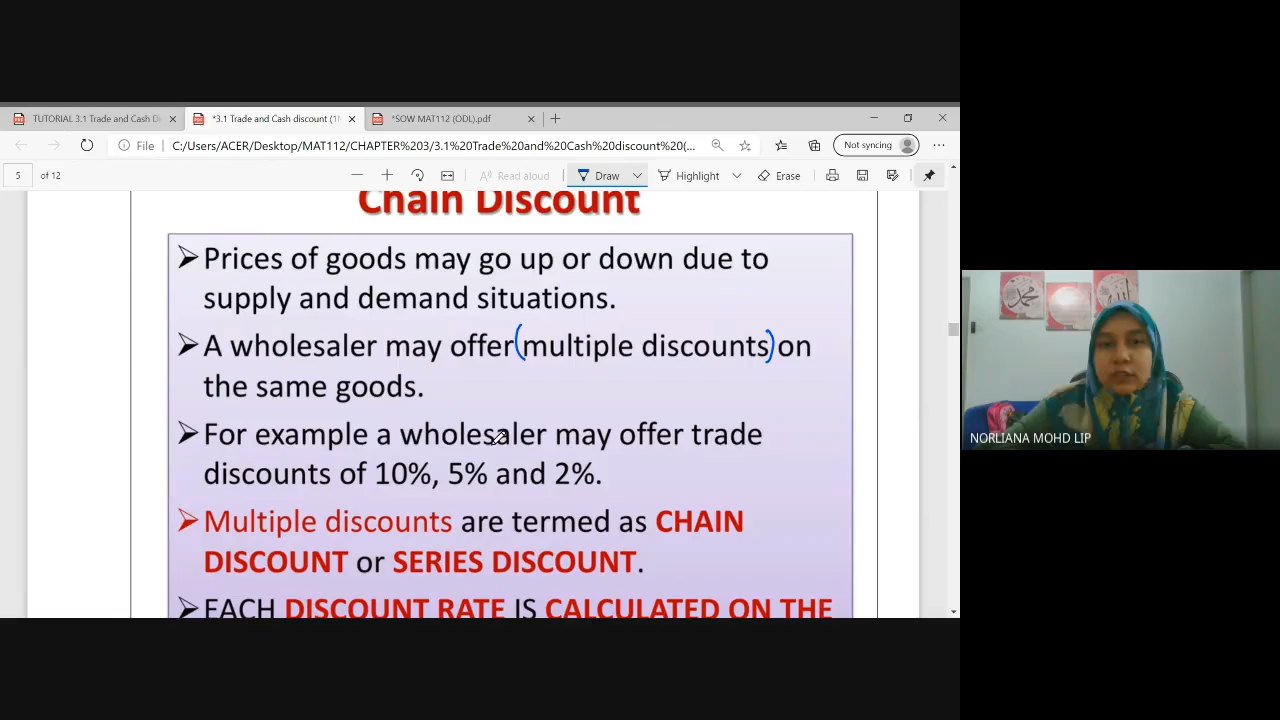 TUTORIAL 3.1 Trade and Cash Di
*3.1 Trade and Cash discount (1M
*SOW MAT112 (ODL).pdf
File
C:/Users/ACER/Desktop/MAT112/CHAPTER%203/3.1%20Trade%20and%20Cash%20discount%20(...
Not syncing
5 of 12
Read aloud
Draw
Highlight
Erase
Chain Discount
➢Prices of goods may go up or down due to
supply and demand situations.
➢A wholesaler may offer (multiple discounts) on
the same goods.
➢For example a wholesaler may offer trade
discounts of 10%, 5% and 2%.
➢Multiple discounts are termed as CHAIN
DISCOUNT or SERIES DISCOUNT.
➢EACH DISCOUNT RATE IS CALCULATED ON THE
محمد
الله
NORLIANA MOHD LIP